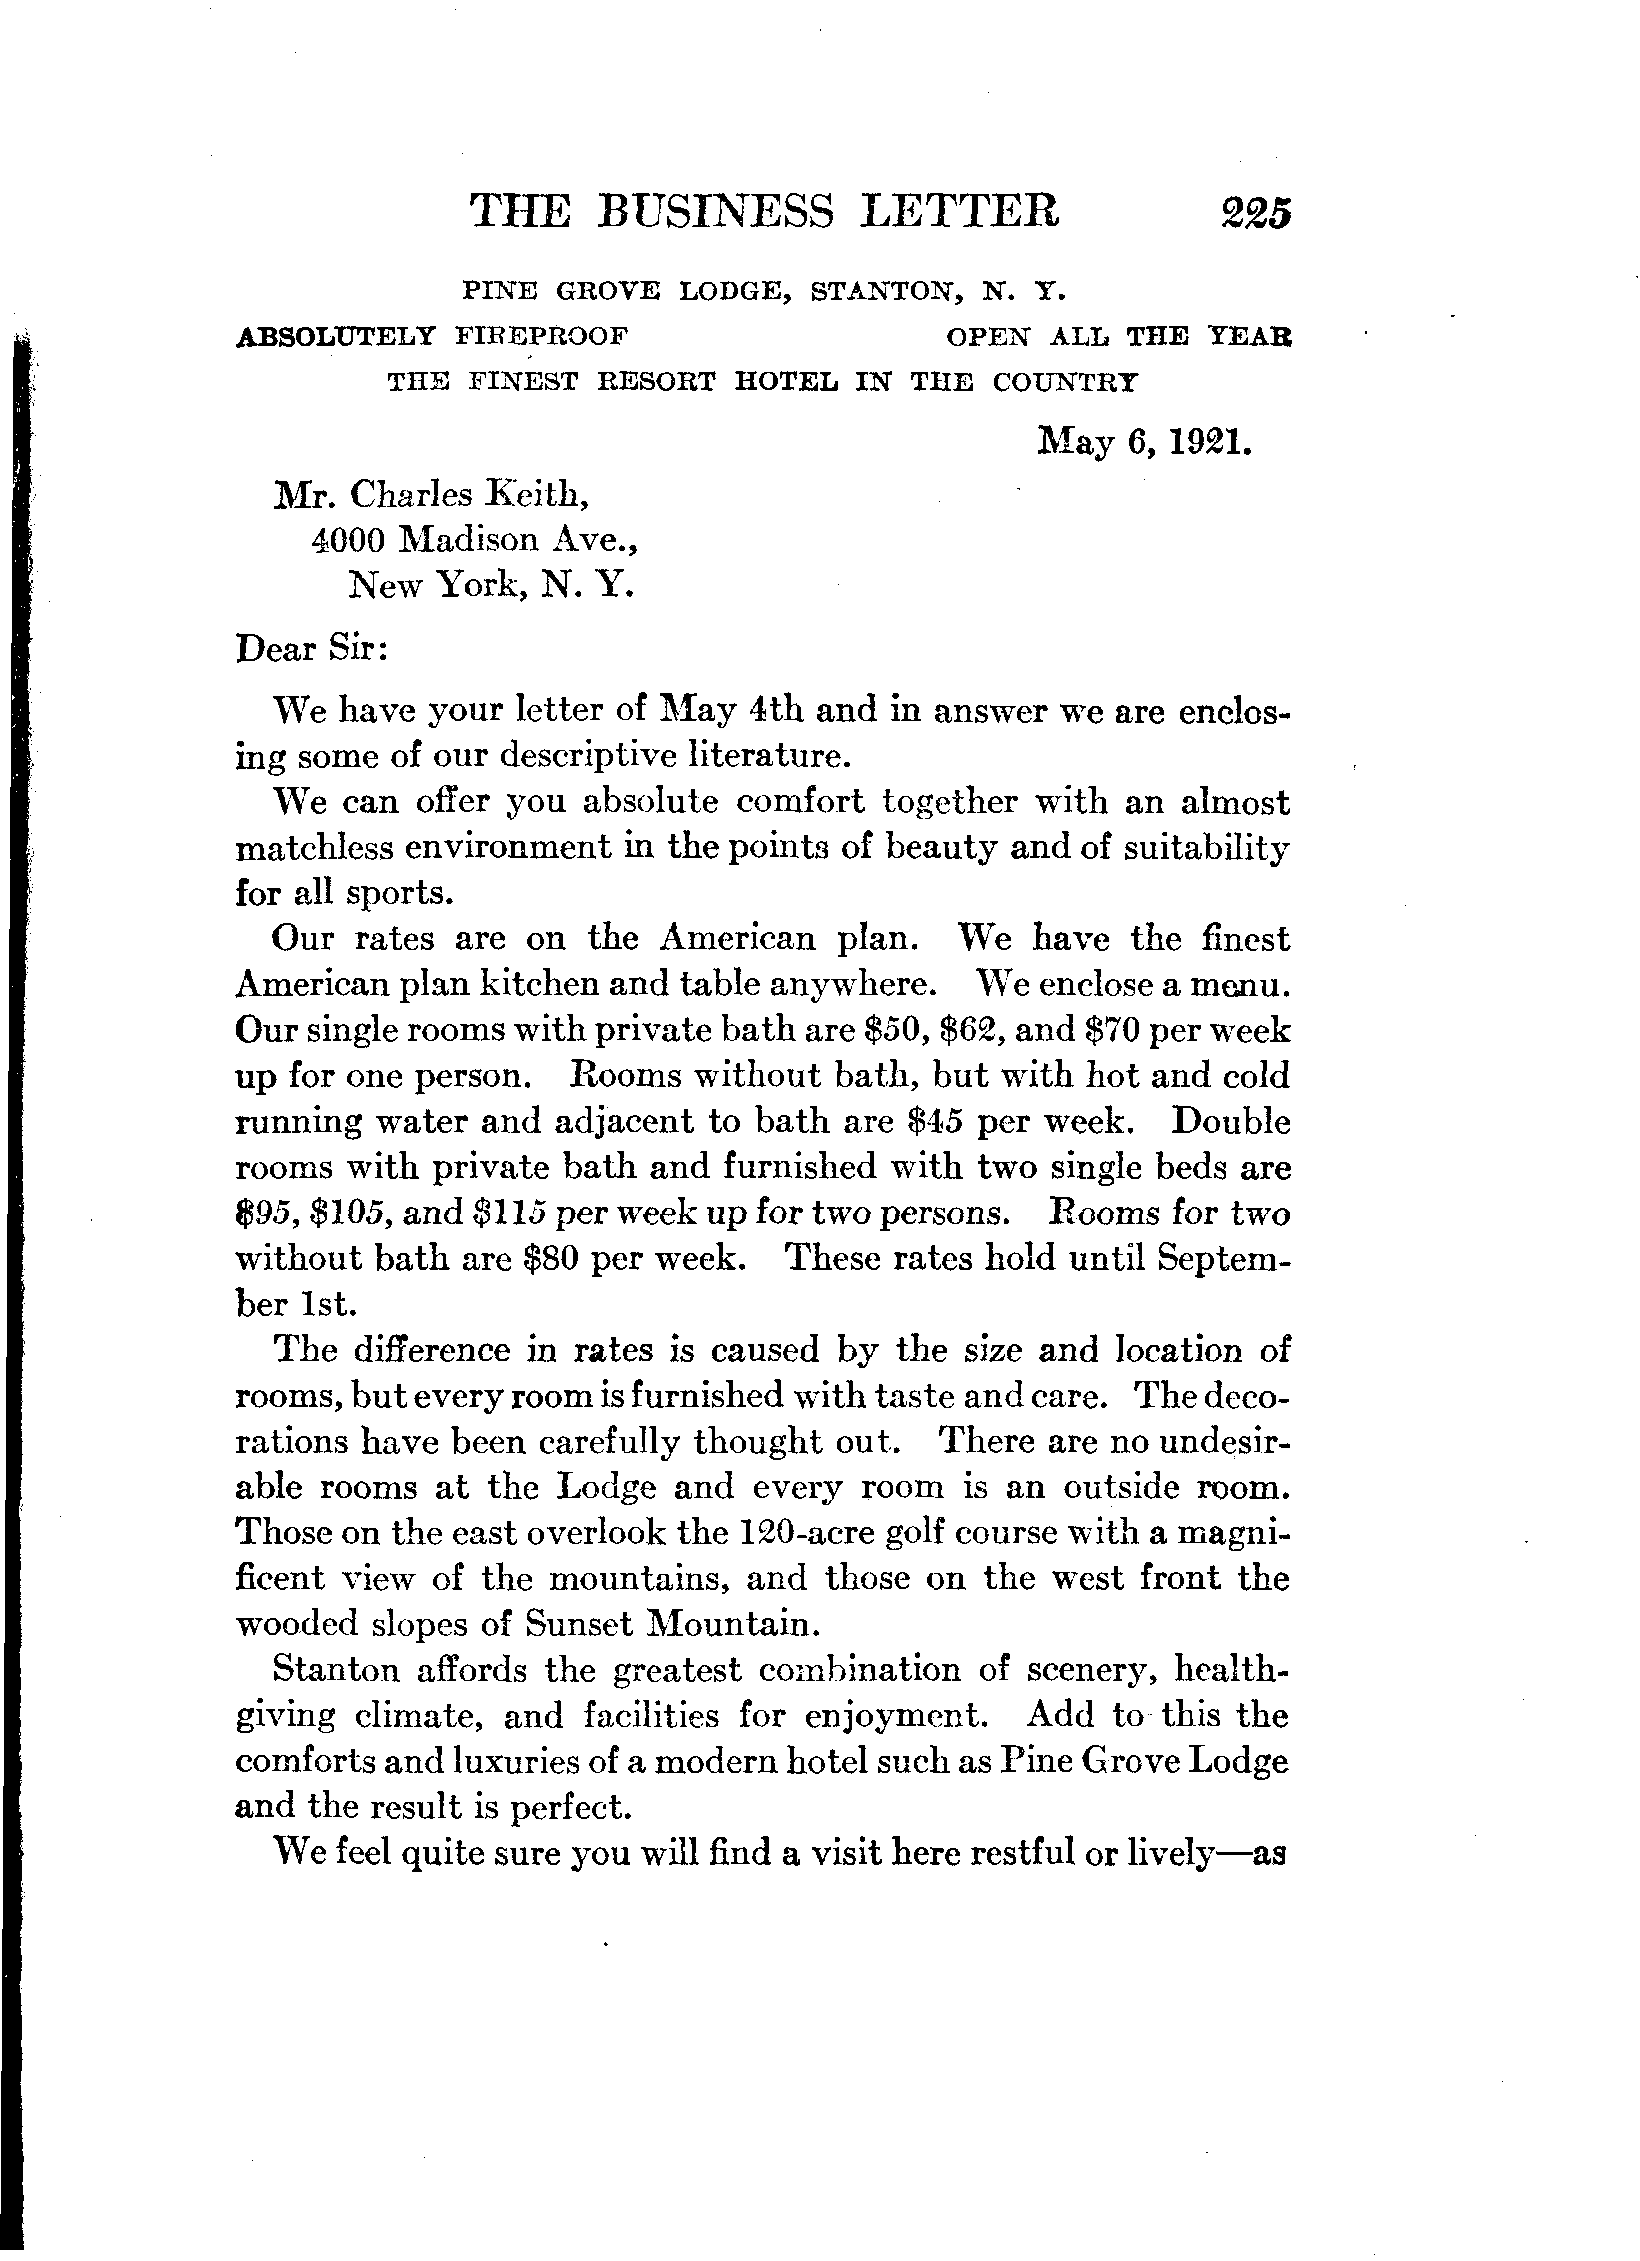 THE BUSINESS LETTER 225
PINE GROVE LODGE, STANTON, N. Y.
ABSOLUTELY FIREPROOF OPEN ALL THE YEAR
THE FINEST RESORT HOTEL IN THE COUNTRY
May 6, 1921.
Mr. Charles Keith,
4000 Madison Ave.,
New York, N. Y.
Dear Sir:
We have your letter of May 4th and in answer we are enclos-
ing some of our descriptive literature.
We can offer you absolute comfort together with an almost
matchless environment in the points of beauty and of suitability
for all sports.
Our rates are on the American plan. We have the finest
American plan kitchen and table anywhere. We enclose a menu.
Our single rooms with private bath are $50, $62, and $70 per week
up for one person. Rooms without bath, but with hot and cold
running water and adjacent to bath are $45 per week. Double
rooms with private bath and furnished with two single beds are
$95, $105, and $115 per week up for two persons. Rooms for two
without bath are $80 per week. These rates hold until Septem-
ber 1st.
The difference in rates is caused by the size and location of
rooms, but every room is furnished with taste and care. The deco-
rations have been carefully thought out. There are no undesir-
able rooms at the Lodge and every room is an outside room.
Those on the east overlook the 120-acre golf course with a magni-
ficent view of the mountains, and those on the west front the
wooded slopes of Sunset Mountain.
Stanton affords the greatest combination of scenery, health-
giving climate, and facilities for enjoyment. Add to this the
comforts and luxuries of a modern hotel such as Pine Grove Lodge
and the result is perfect.
We feel quite sure you will find a visit here restful or lively—as